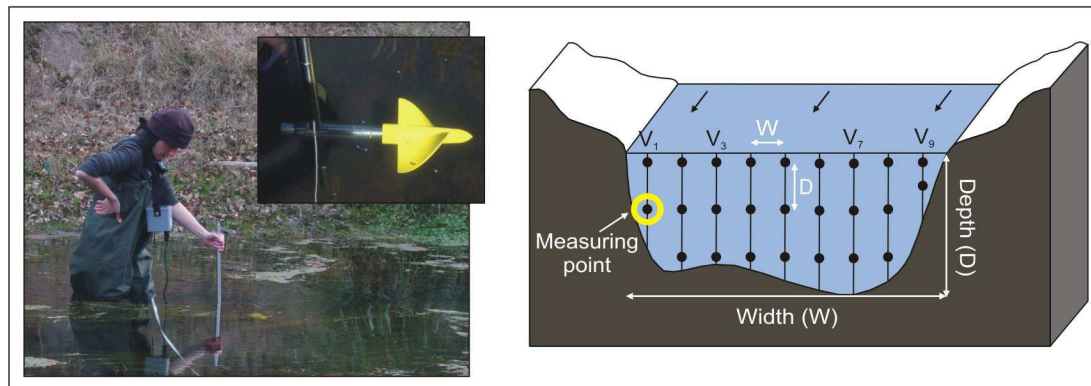 V1 V3 W V7 V9
D
Measuring
point
Depth (D)
Width (W)